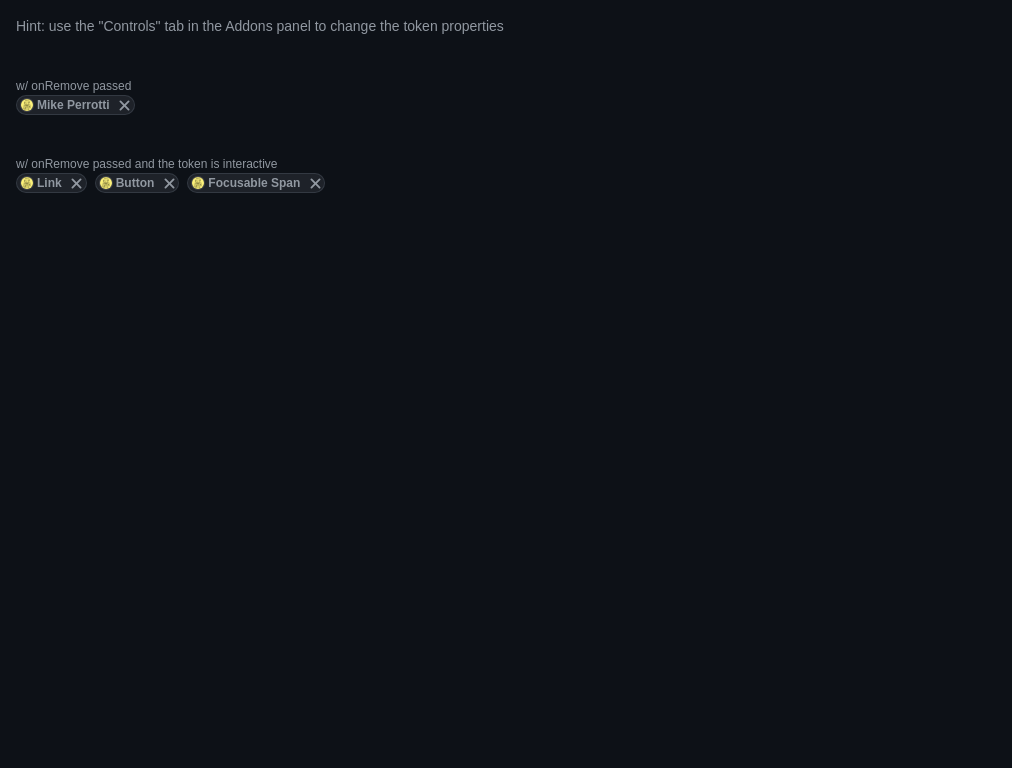 Hint: use the "Controls" tab in the Addons panel to change the token properties
w/ onRemove passed
Mike Perrotti
w/ onRemove passed and the token is interactive
Link Button Focusable Span